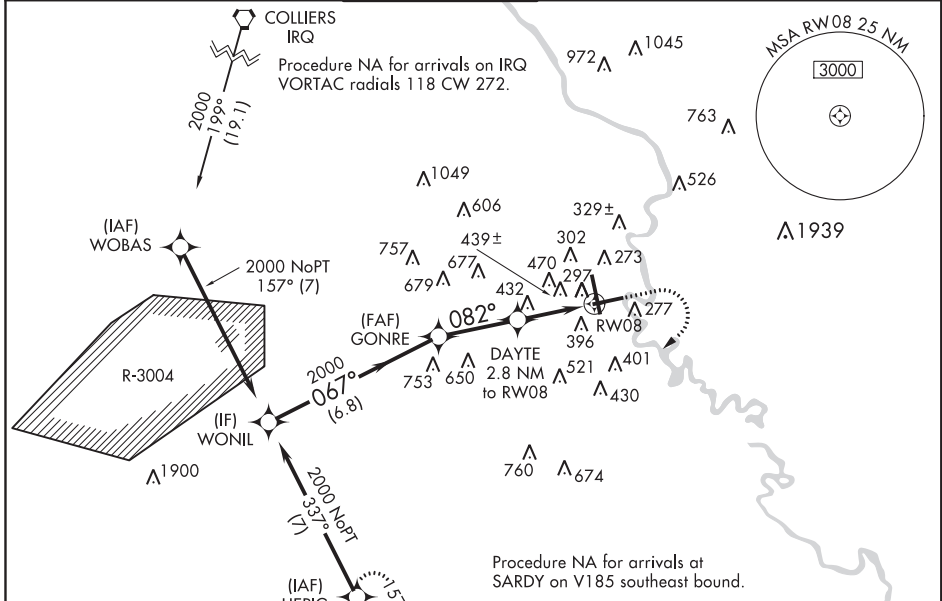 COLLIERS
IRQ
Procedure NA for arrivals on IRQ
VORTAC radials 118 CW 272.
2000
199°
(19.1)
972
1045
MSA RW08 25 NM
3000
763
526
1939
1049
606
329±
(IAF)
WOBAS
2000 NoPT
157° (7)
757
439±
302
273
679
677
470
297
432
277
RW08
(FAF)
GONRE
082°
396
R-3004
2000
067°
(6.8)
753
650
DAYTE
2.8 NM
to RW08
521
401
430
(IF)
WONIL
1900
760
674
2000 NoPT
337°
(7)
Procedure NA for arrivals at
SARDY on V185 southeast bound.
(IAF)